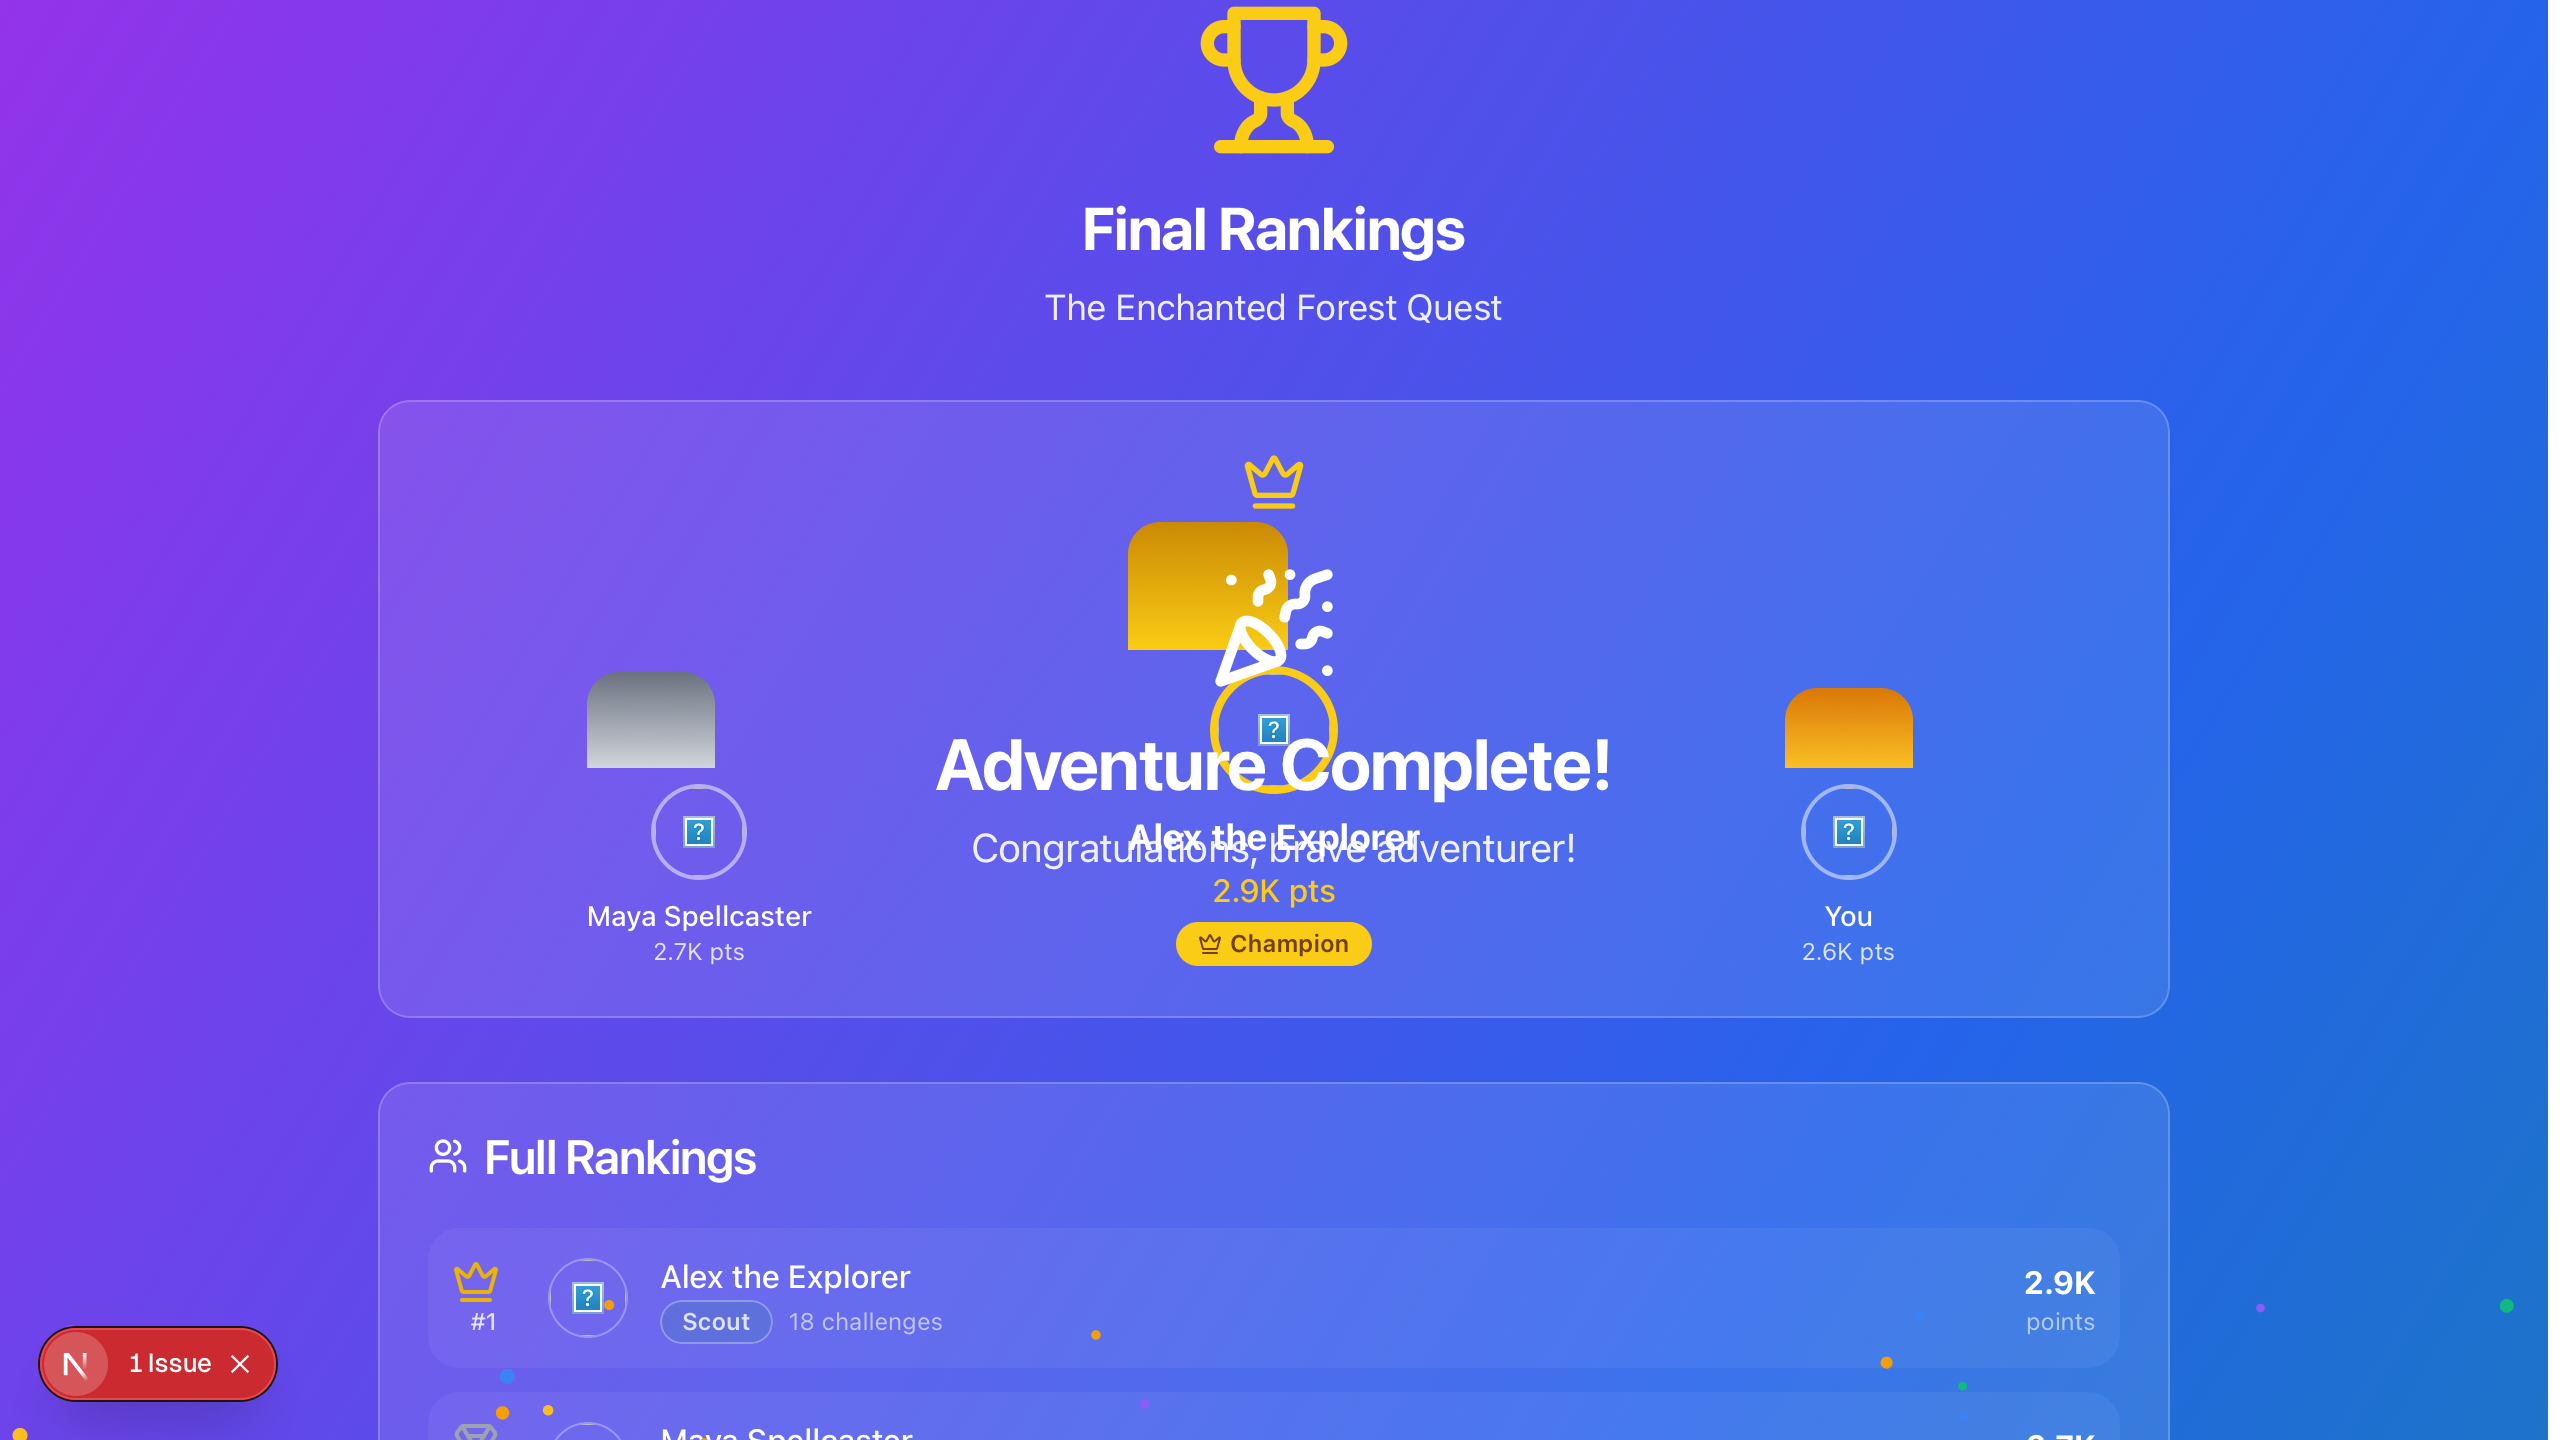 Final Rankings
The Enchanted Forest Quest
?
Adventure Complete!
Alex the Explorer
Congratulations, brave adventurer!
2.9K pts
Champion
?
Maya Spellcaster
2.7K pts
?
You
2.6K pts
Full Rankings
#1
?
Alex the Explorer
Scout
18 challenges
2.9K
points
N
1 Issue
Maya Spellcaster